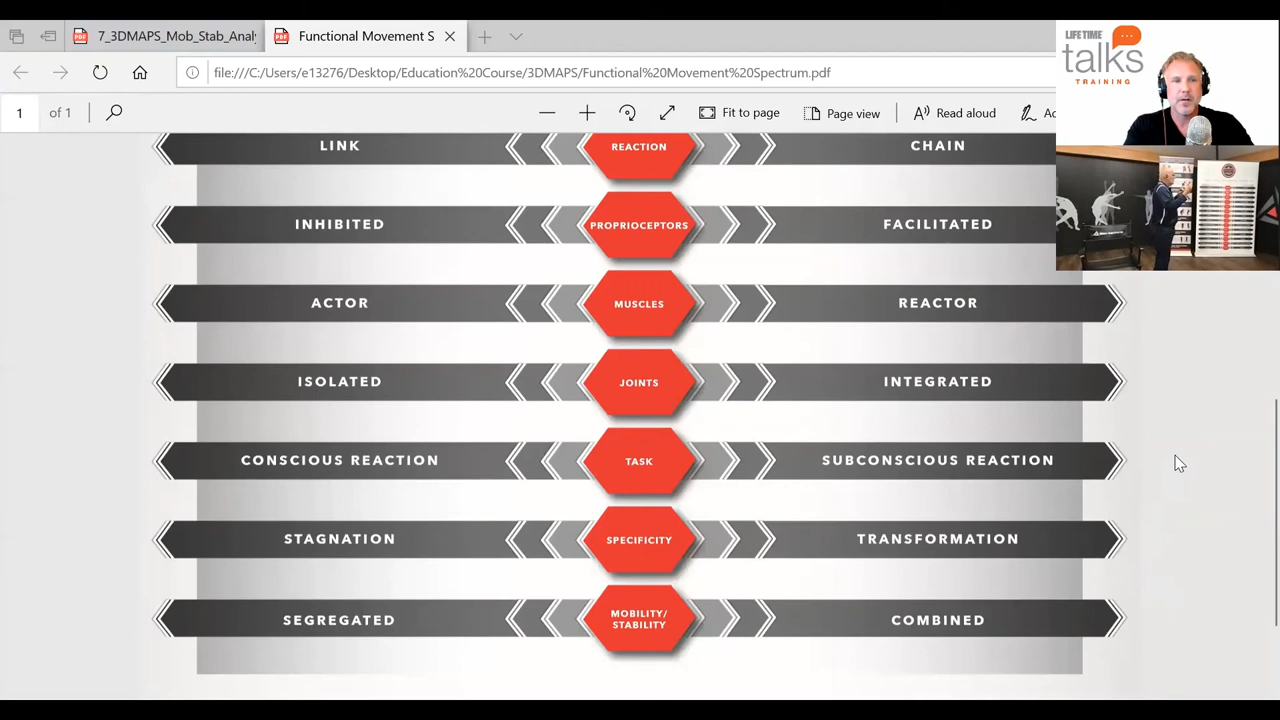 7_3DMAPS_Mob_Stab_Anal
Functional Movement S
file:///C:/Users/e13276/Desktop/Education%20Course/3DMAPS/Functional%20Movement%20Spectrum.pdf
1 of 1
Fit to page
Page view
Read aloud
Ac
LIFE TIME
talks
TRAINING
LINK REACTION CHAIN
INHIBITED PROPRIOCEPTORS FACILITATED
ACTOR MUSCLES REACTOR
ISOLATED JOINTS INTEGRATED
CONSCIOUS REACTION TASK SUBCONSCIOUS REACTION
STAGNATION SPECIFICITY TRANSFORMATION
SEGREGATED MOBILITY/
STABILITY COMBINED